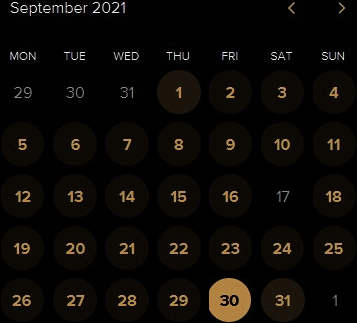 September 2021
MON TUE WED THU FRI SAT SUN
29 30 31 1 2 3 4
5 6 7 8 9 10 11
12 13 14 15 16 17 18
19 20 21 22 23 24 25
26 27 28 29 30 31 1